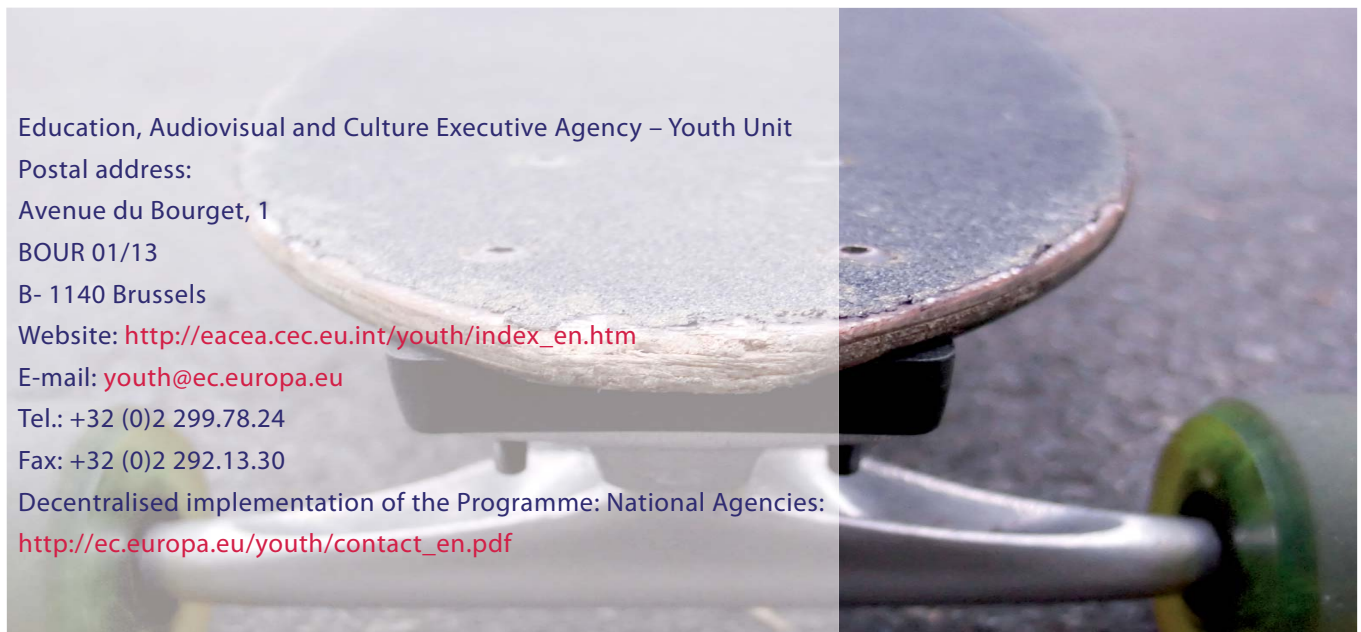 Education, Audiovisual and Culture Executive Agency – Youth Unit
Postal address:
Avenue du Bourget, 1
BOUR 01/13
B- 1140 Brussels
Website: http://eacea.cec.eu.int/youth/index_en.htm
E-mail: youth@ec.europa.eu
Tel.: +32 (0)2 299.78.24
Fax: +32 (0)2 292.13.30
Decentralised implementation of the Programme: National Agencies:
http://ec.europa.eu/youth/contact_en.pdf